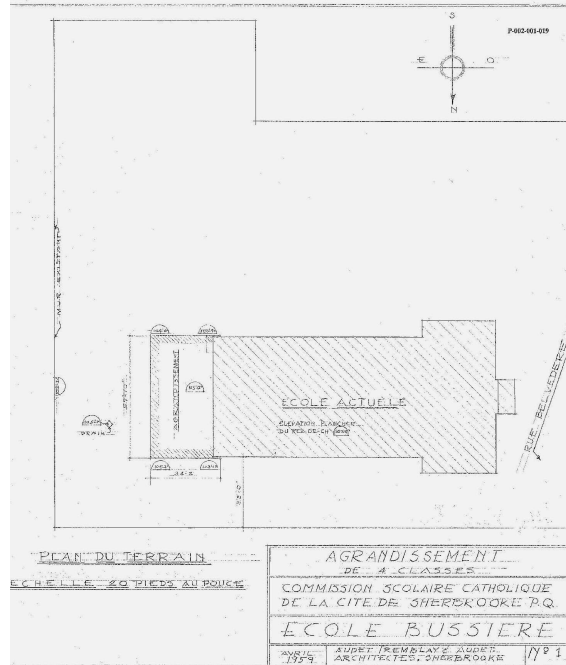 S
P-002-001-019
E
O
N
MUR EXISTANT
AGRANDISSEMENT
ECOLE ACTUELLE
ELEVATION PLANCHER
DU REZ-DE-CH
DRAIN
RUE BELVEDERE
PLAN DU TERRAIN
ECHELLE 20 PIEDS AU POUCE
AGRANDISSEMENT
DE 4 CLASSES
COMMISSION SCOLAIRE CATHOLIQUE
DE LA CITE DE SHERBROOKE P.Q.
ECOLE BUSSIERE
AVRIL
1959
AUDET TREMBLAY & AUDET
ARCHITECTES. SHERBROOKE
Nº 1